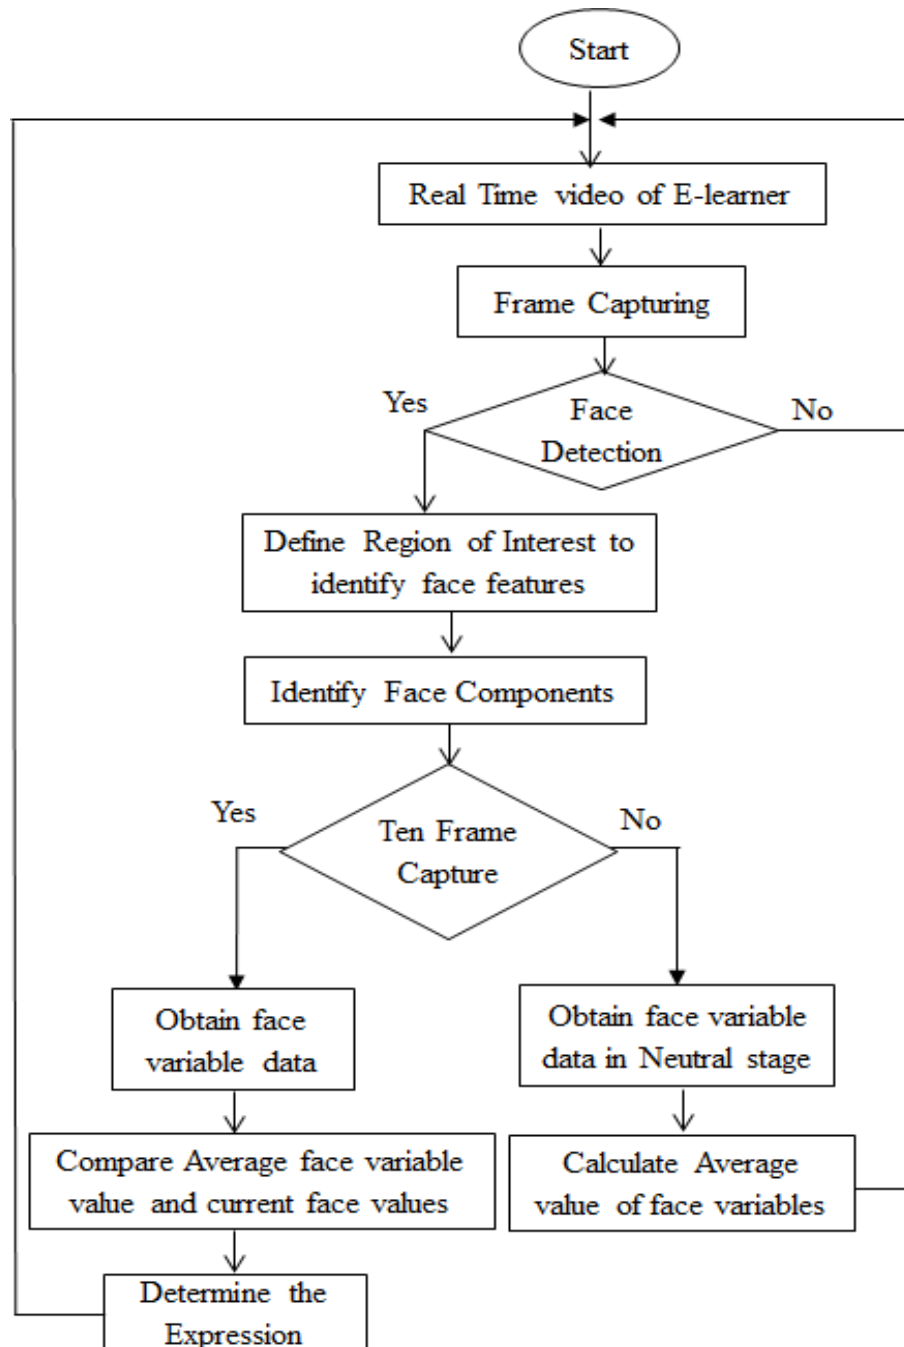 Start
Real Time video of E-learner
Frame Capturing
Yes
Face
Detection
No
Define Region of Interest to
identify face features
Identify Face Components
Yes
Ten Frame
Capture
No
Obtain face
variable data
Obtain face variable
data in Neutral stage
Compare Average face variable
value and current face values
Calculate Average
value of face variables
Determine the
Expression